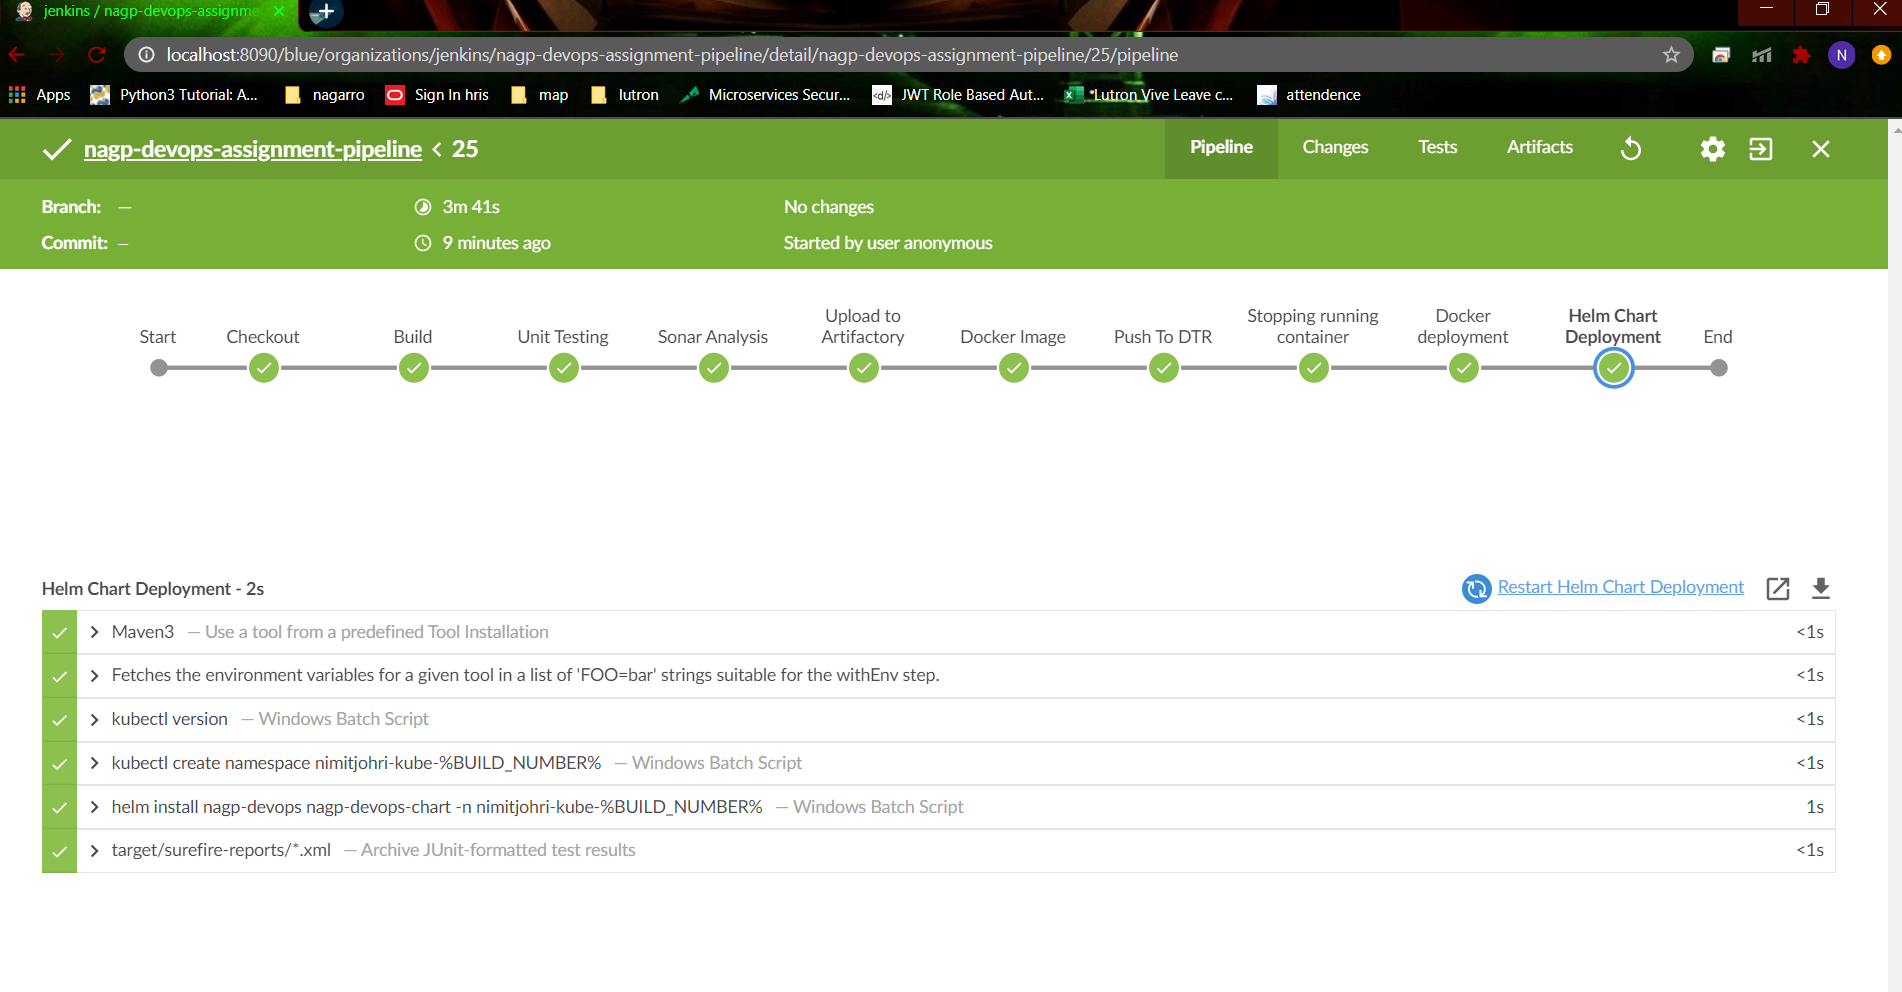 jenkins / nagp-devops-assignme
localhost:8090/blue/organizations/jenkins/nagp-devops-assignment-pipeline/detail/nagp-devops-assignment-pipeline/25/pipeline
N
Apps Python3 Tutorial: A... nagarro Sign In hris map lutron Microservices Secur... </d> JWT Role Based Aut... *Lutron Vive Leave c... attendence
nagp-devops-assignment-pipeline < 25 Pipeline Changes Tests Artifacts
Branch: — 3m 41s No changes
Commit: — 9 minutes ago Started by user anonymous
Start
Checkout
Build
Unit Testing
Sonar Analysis
Upload to
Artifactory
Docker Image
Push To DTR
Stopping running
container
Docker
deployment
Helm Chart
Deployment
End
Helm Chart Deployment - 2s Restart Helm Chart Deployment
Maven3 — Use a tool from a predefined Tool Installation <1s
Fetches the environment variables for a given tool in a list of 'FOO=bar' strings suitable for the withEnv step. <1s
kubectl version — Windows Batch Script <1s
kubectl create namespace nimitjohri-kube-%BUILD_NUMBER% — Windows Batch Script <1s
helm install nagp-devops nagp-devops-chart -n nimitjohri-kube-%BUILD_NUMBER% — Windows Batch Script 1s
target/surefire-reports/*.xml — Archive JUnit-formatted test results <1s